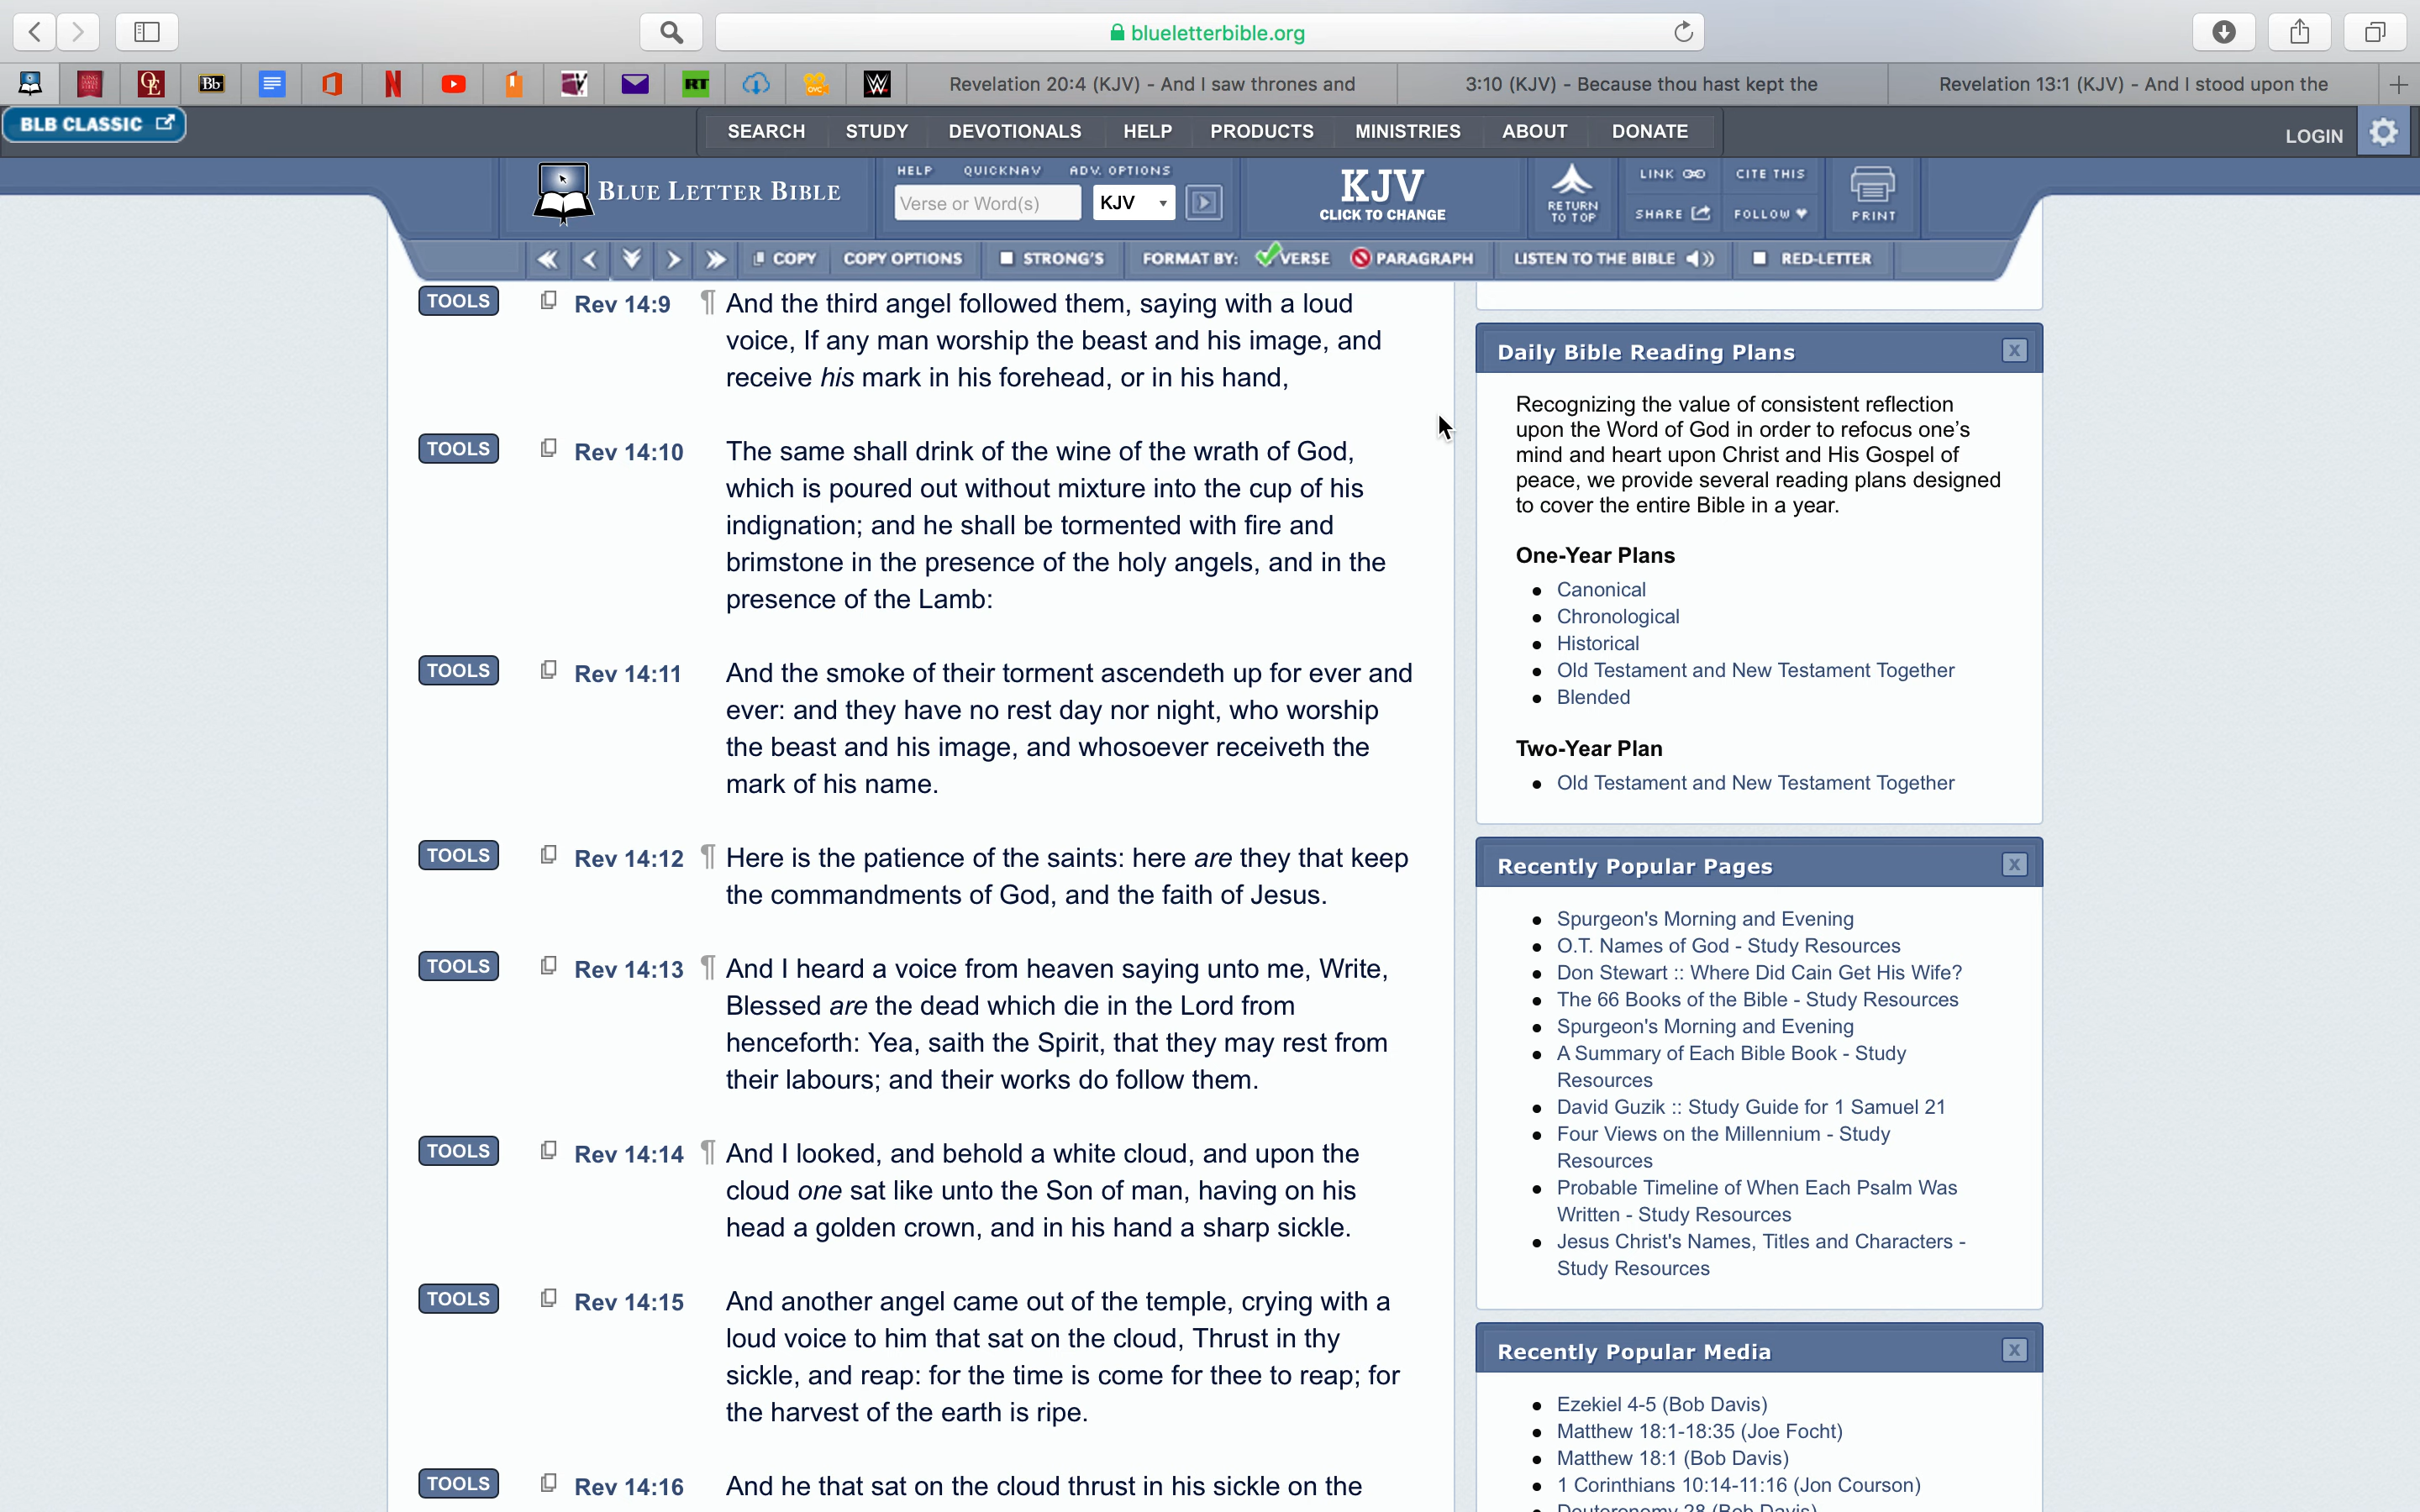 blueletterbible.org
Bb
RT
OVC
Revelation 20:4 (KJV) - And I saw thrones and
3:10 (KJV) - Because thou hast kept the
Revelation 13:1 (KJV) - And I stood upon the
BLB CLASSIC
SEARCH STUDY DEVOTIONALS HELP PRODUCTS MINISTRIES ABOUT DONATE
LOGIN
BLUE LETTER BIBLE
HELP QUICKNAV ADV. OPTIONS
Verse or Word(s)
KJV
KJV
CLICK TO CHANGE
RETURN
TO TOP
LINK CITE THIS
SHARE FOLLOW
PRINT
COPY COPY OPTIONS STRONG'S FORMAT BY: VERSE PARAGRAPH LISTEN TO THE BIBLE RED-LETTER
TOOLS Rev 14:9 ¶ And the third angel followed them, saying with a loud
voice, If any man worship the beast and his image, and
receive his mark in his forehead, or in his hand,
TOOLS Rev 14:10 The same shall drink of the wine of the wrath of God,
which is poured out without mixture into the cup of his
indignation; and he shall be tormented with fire and
brimstone in the presence of the holy angels, and in the
presence of the Lamb:
TOOLS Rev 14:11 And the smoke of their torment ascendeth up for ever and
ever: and they have no rest day nor night, who worship
the beast and his image, and whosoever receiveth the
mark of his name.
TOOLS Rev 14:12 ¶ Here is the patience of the saints: here are they that keep
the commandments of God, and the faith of Jesus.
TOOLS Rev 14:13 ¶ And I heard a voice from heaven saying unto me, Write,
Blessed are the dead which die in the Lord from
henceforth: Yea, saith the Spirit, that they may rest from
their labours; and their works do follow them.
TOOLS Rev 14:14 ¶ And I looked, and behold a white cloud, and upon the
cloud one sat like unto the Son of man, having on his
head a golden crown, and in his hand a sharp sickle.
TOOLS Rev 14:15 And another angel came out of the temple, crying with a
loud voice to him that sat on the cloud, Thrust in thy
sickle, and reap: for the time is come for thee to reap; for
the harvest of the earth is ripe.
TOOLS Rev 14:16 And he that sat on the cloud thrust in his sickle on the
Daily Bible Reading Plans X
Recognizing the value of consistent reflection
upon the Word of God in order to refocus one's
mind and heart upon Christ and His Gospel of
peace, we provide several reading plans designed
to cover the entire Bible in a year.
One-Year Plans
Canonical
Chronological
Historical
Old Testament and New Testament Together
Blended
Two-Year Plan
Old Testament and New Testament Together
Recently Popular Pages X
Spurgeon's Morning and Evening
O.T. Names of God - Study Resources
Don Stewart :: Where Did Cain Get His Wife?
The 66 Books of the Bible - Study Resources
Spurgeon's Morning and Evening
A Summary of Each Bible Book - Study
Resources
David Guzik :: Study Guide for 1 Samuel 21
Four Views on the Millennium - Study
Resources
Probable Timeline of When Each Psalm Was
Written - Study Resources
Jesus Christ's Names, Titles and Characters -
Study Resources
Recently Popular Media X
Ezekiel 4-5 (Bob Davis)
Matthew 18:1-18:35 (Joe Focht)
Matthew 18:1 (Bob Davis)
1 Corinthians 10:14-11:16 (Jon Courson)
Deuteronomy 28 (Bob Davis)